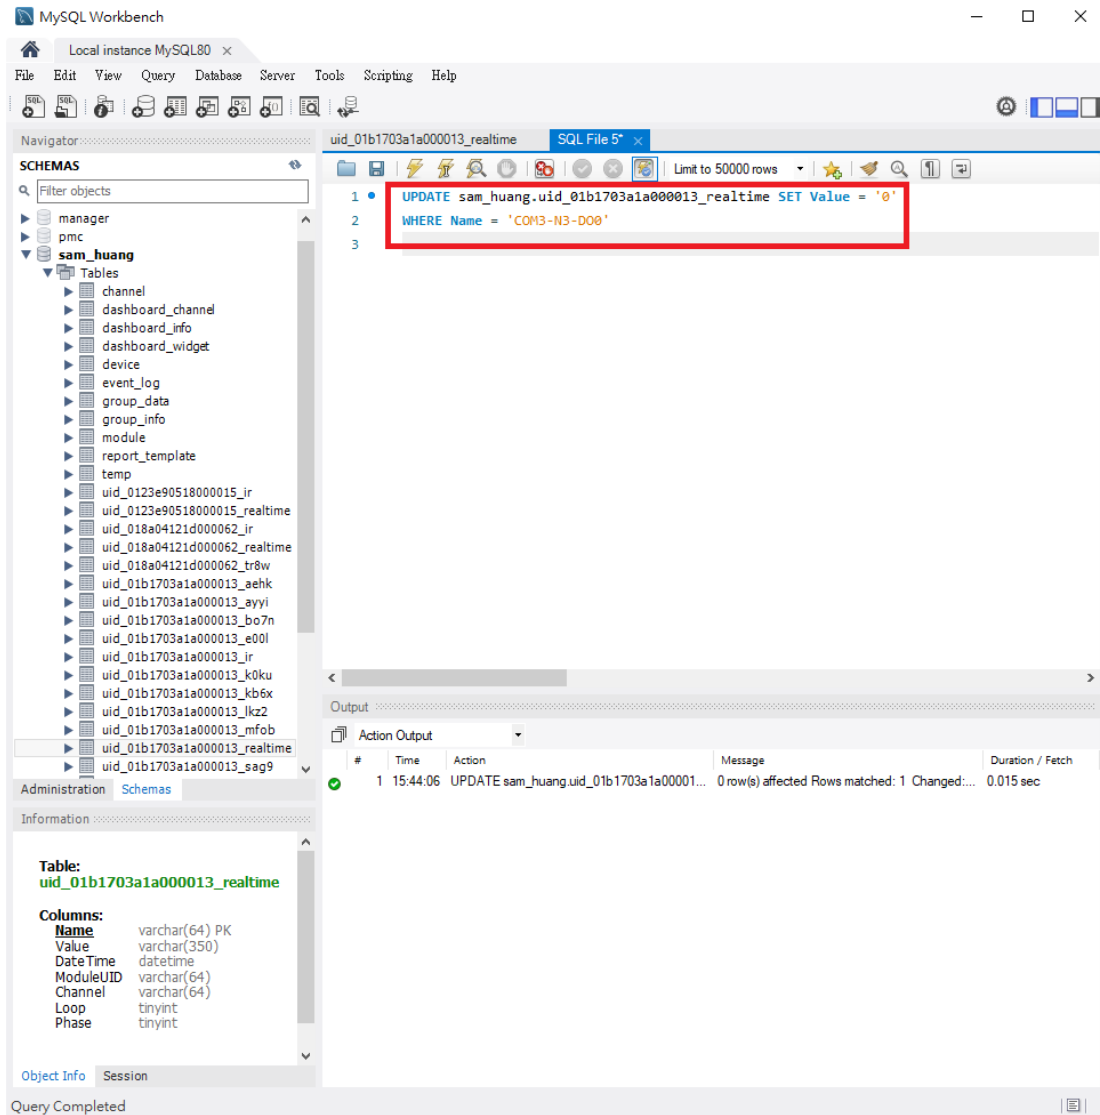 MySQL Workbench
Local instance MySQL80
File Edit View Query Database Server Tools Scripting Help
Navigator
SCHEMAS
Filter objects
manager
pmc
sam_huang
Tables
channel
dashboard_channel
dashboard_info
dashboard_widget
device
event_log
group_data
group_info
module
report_template
temp
uid_0123e90518000015_ir
uid_0123e90518000015_realtime
uid_018a04121d000062_ir
uid_018a04121d000062_realtime
uid_018a04121d000062_tr8w
uid_01b1703a1a000013_aehk
uid_01b1703a1a000013_ayyi
uid_01b1703a1a000013_bo7n
uid_01b1703a1a000013_e00l
uid_01b1703a1a000013_ir
uid_01b1703a1a000013_k0ku
uid_01b1703a1a000013_kb6x
uid_01b1703a1a000013_lkz2
uid_01b1703a1a000013_mfob
uid_01b1703a1a000013_realtime
uid_01b1703a1a000013_sag9
Administration Schemas
Information
Table:
uid_01b1703a1a000013_realtime
Columns:
Name varchar(64) PK
Value varchar(350)
DateTime datetime
ModuleUID varchar(64)
Channel varchar(64)
Loop tinyint
Phase tinyint
Object Info Session
uid_01b1703a1a000013_realtime SQL File 5*
Limit to 50000 rows
1 UPDATE sam_huang.uid_01b1703a1a000013_realtime SET Value = '0'
2 WHERE Name = 'COM3-N3-DO0'
3
Output
Action Output
# Time Action Message Duration / Fetch
1 15:44:06 UPDATE sam_huang.uid_01b1703a1a00001... 0 row(s) affected Rows matched: 1 Changed:... 0.015 sec
Query Completed